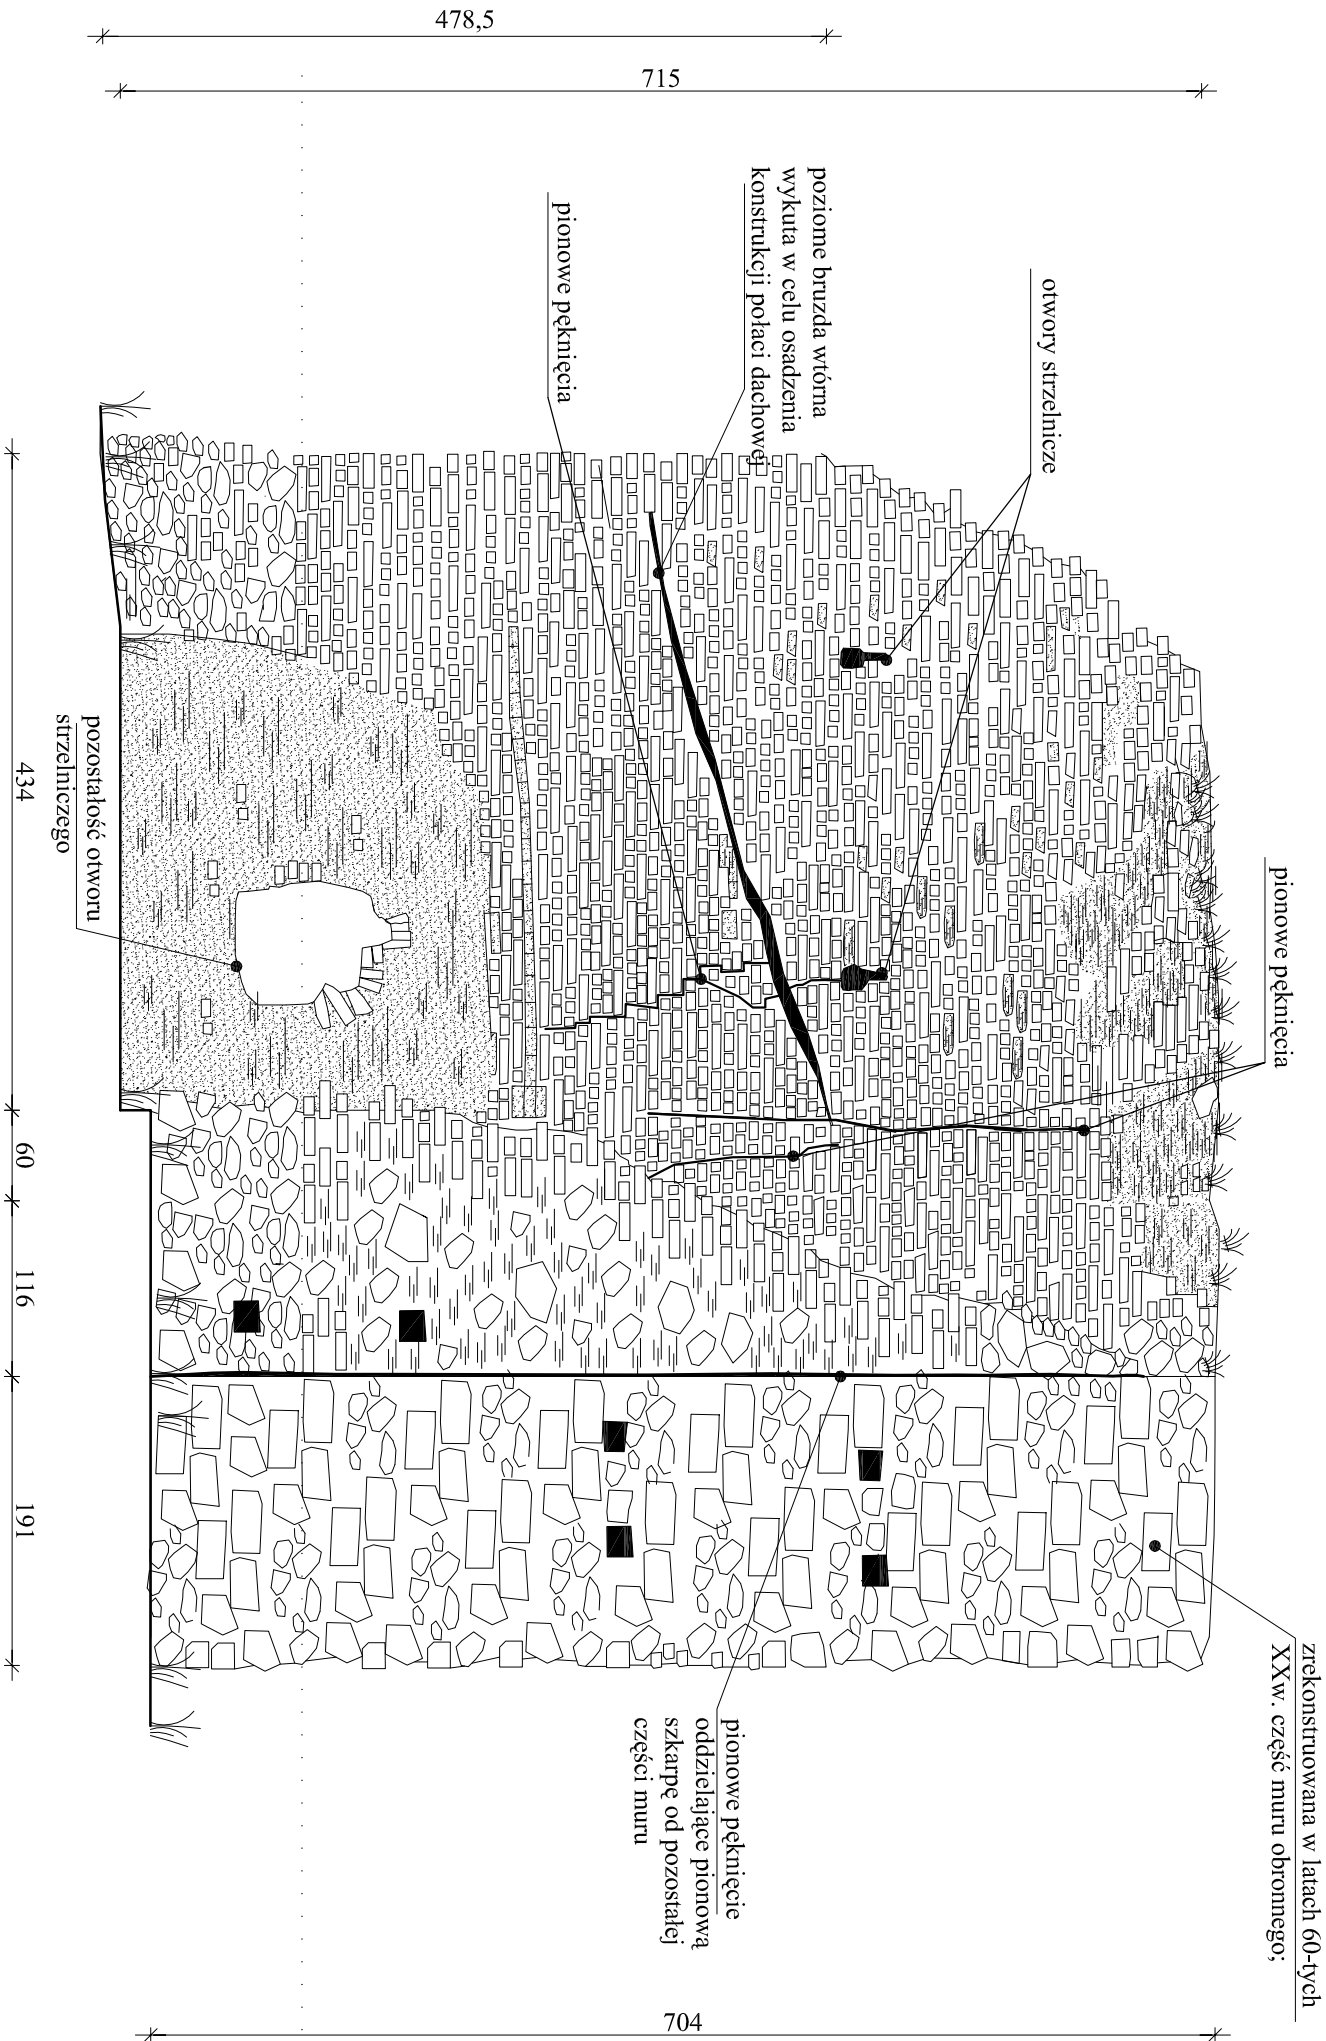 478,5
715
poziome bruzda wtórna
wykuta w celu osadzenia
konstrukcji połaci dachowej
pionowe pęknięcia
otwory strzelnicze
pionowe pęknięcia
pozostałość otworu
strzelniczego
434
60
116
191
zrekonstruowana w latach 60-tych
XXw. część muru obronnego;
pionowe pęknięcie
oddzielające pionową
szkarpę od pozostałej
części muru
704